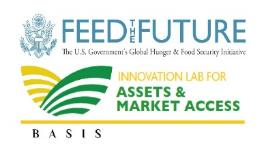 FEED THE FUTURE
The U.S. Government's Global Hunger & Food Security Initiative
INNOVATION LAB FOR
ASSETS &
MARKET ACCESS
BASIS